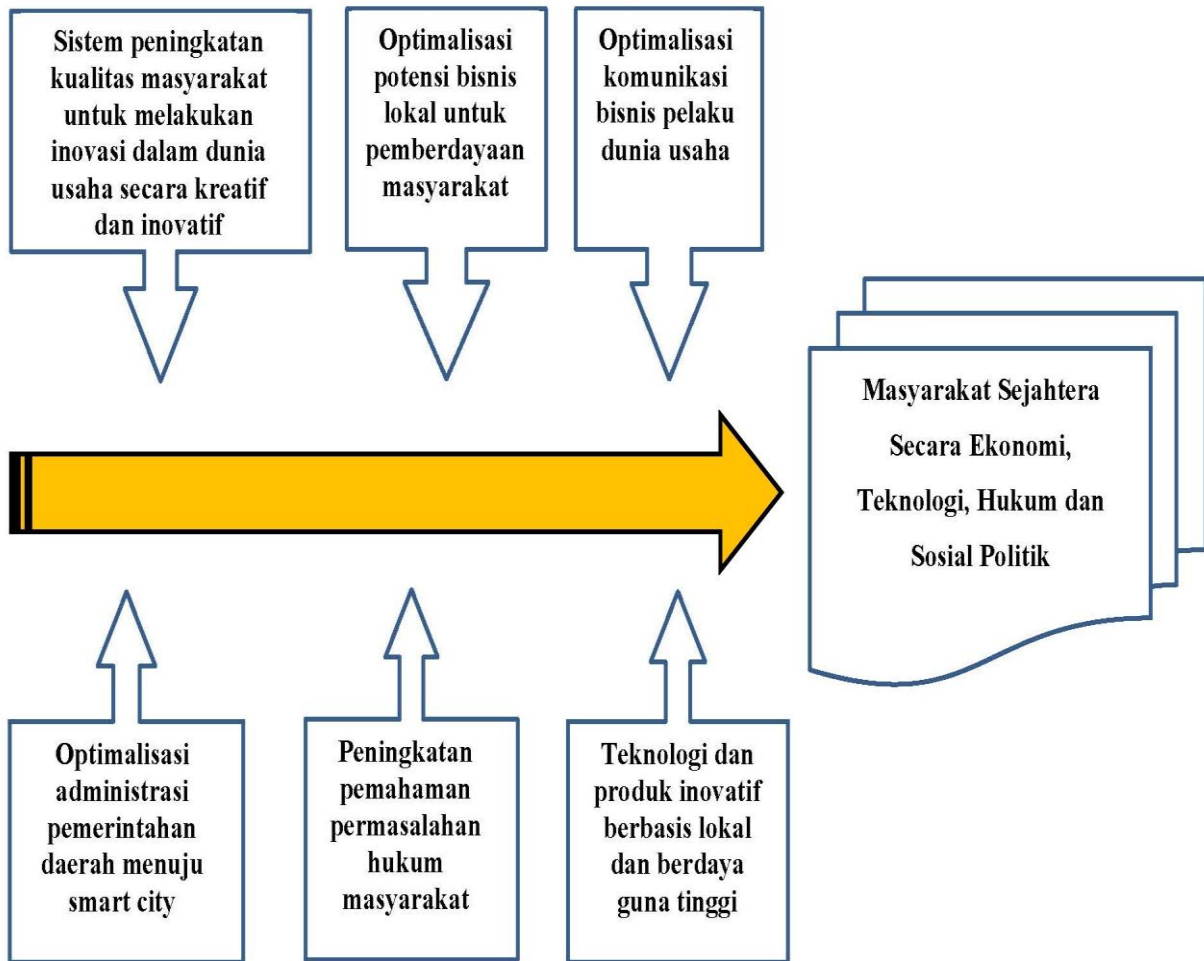 Sistem peningkatan
kualitas masyarakat
untuk melakukan
inovasi dalam dunia
usaha secara kreatif
dan inovatif
Optimalisasi
potensi bisnis
lokal untuk
pemberdayaan
masyarakat
Optimalisasi
komunikasi
bisnis pelaku
dunia usaha
Masyarakat Sejahtera
Secara Ekonomi,
Teknologi, Hukum dan
Sosial Politik
Optimalisasi
administrasi
pemerintahan
daerah menuju
smart city
Peningkatan
pemahaman
permasalahan
hukum
masyarakat
Teknologi dan
produk inovatif
berbasis lokal
dan berdaya
guna tinggi